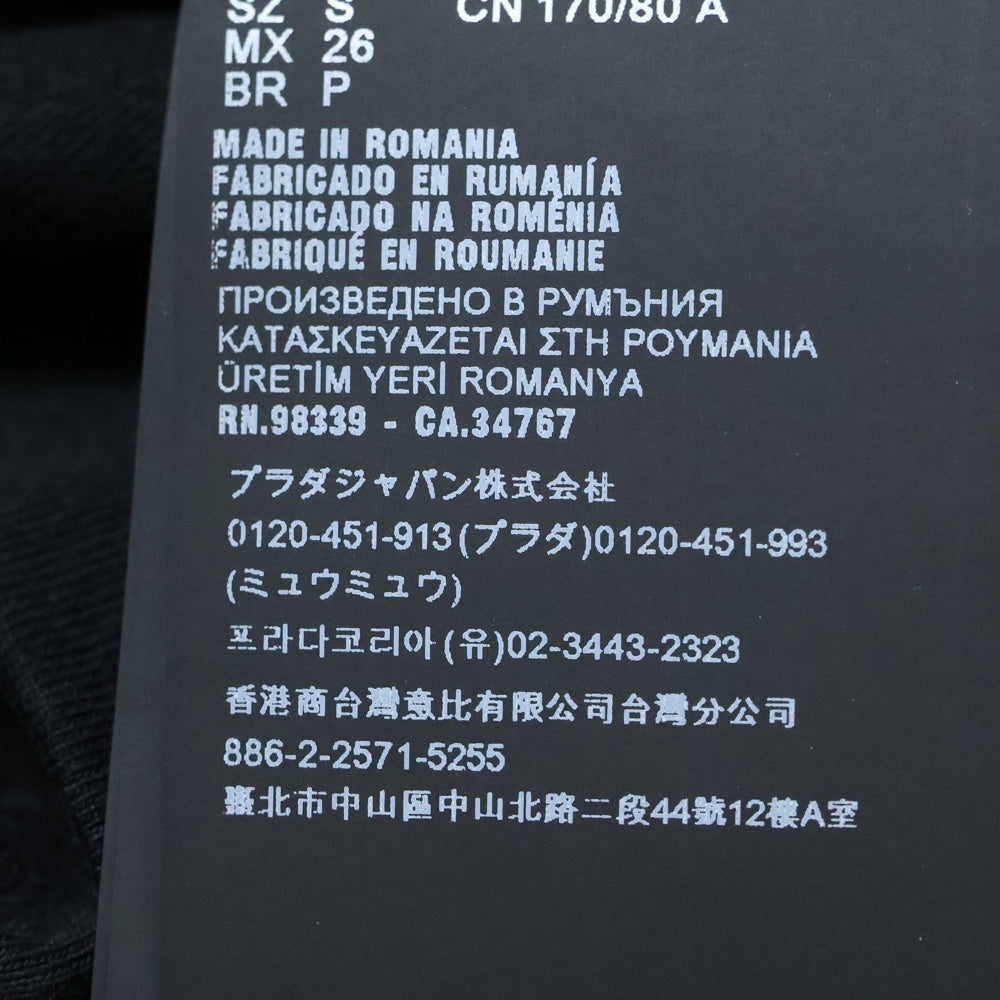 SZ S CN 170/80 A
MX 26
BR P
MADE IN ROMANIA
FABRICADO EN RUMANÍA
FABRICADO NA ROMÉNIA
FABRIQUÉ EN ROUMANIE
ПРОИЗВЕДЕНО В РУМЪНИЯ
ΚΑΤΑΣΚΕΥΑΖΕΤΑΙ ΣΤΗ ΡΟΥΜΑΝΙΑ
ÜRETİM YERİ ROMANYA
RN.98339 - CA.34767
プラダジャパン株式会社
0120-451-913(プラダ)0120-451-993
(ミュウミュウ)
프라다코리아(유)02-3443-2323
香港商台灣意比有限公司台灣分公司
886-2-2571-5255
臺北市中山區中山北路二段44號12樓A室